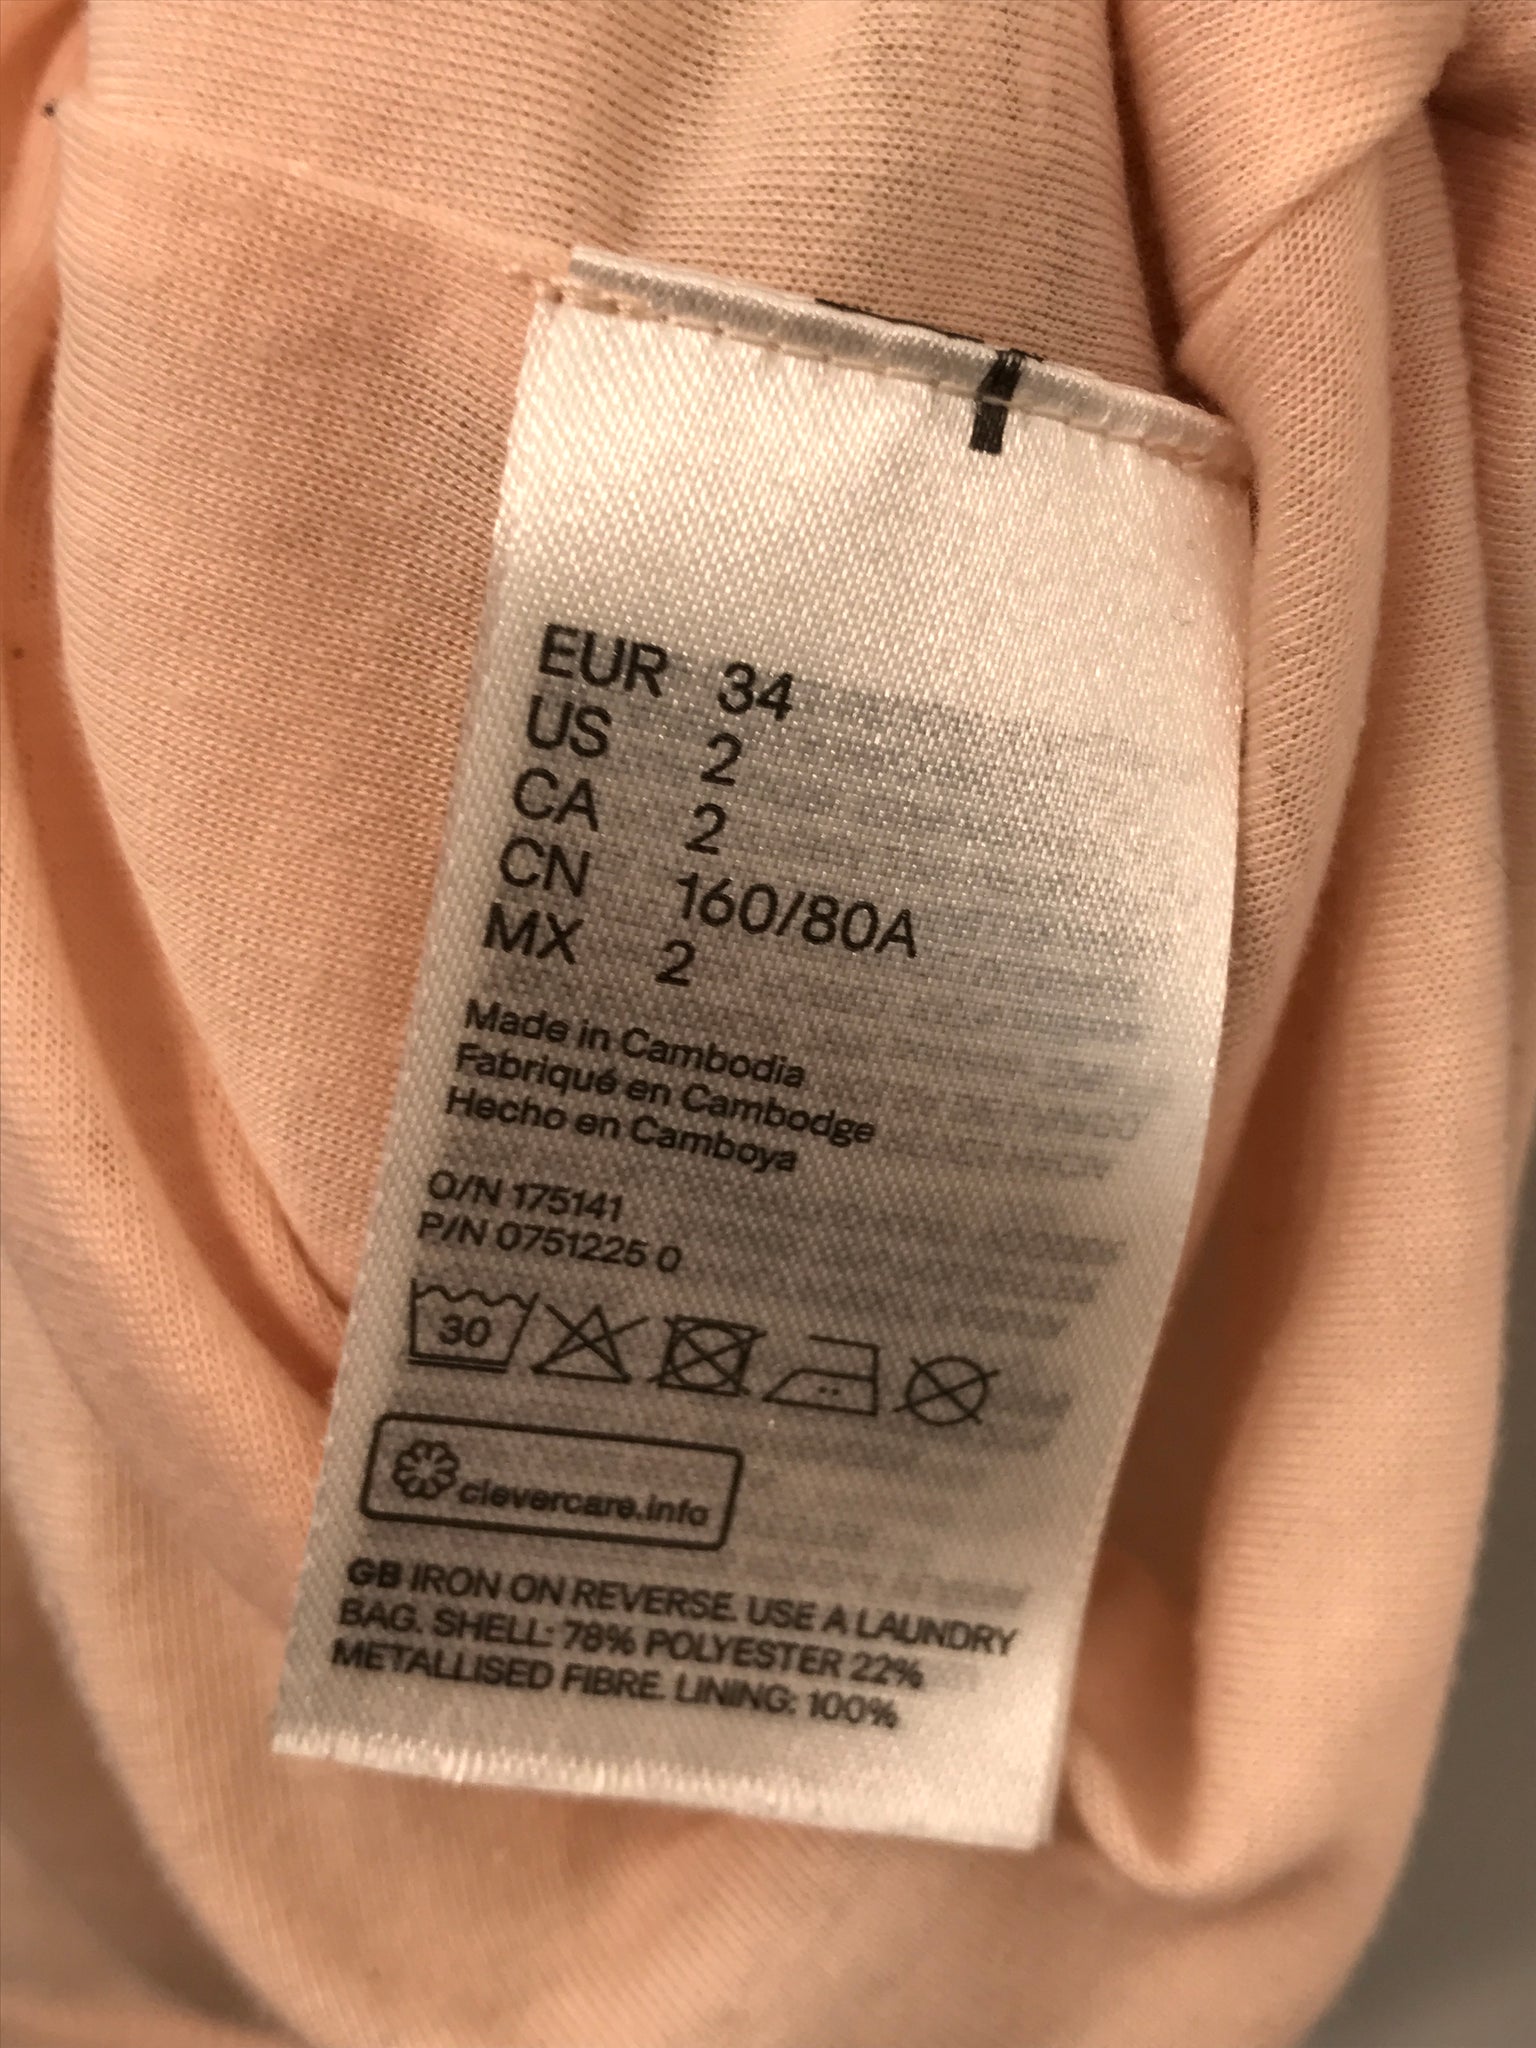 EUR 34
US 2
CA 2
CN 160/80A
MX 2
Made in Cambodia
Fabriqué en Cambodge
Hecho en Camboya
O/N 175141
P/N 0751225 0
30
clevercare.info
GB IRON ON REVERSE. USE A LAUNDRY
BAG. SHELL: 78% POLYESTER 22%
METALLISED FIBRE. LINING: 100%